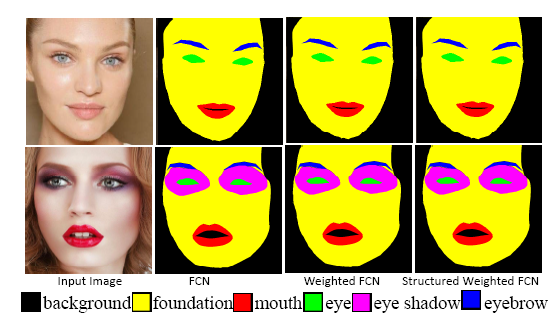 Input Image FCN Weighted FCN Structured Weighted FCN
background foundation mouth eye eye shadow eyebrow